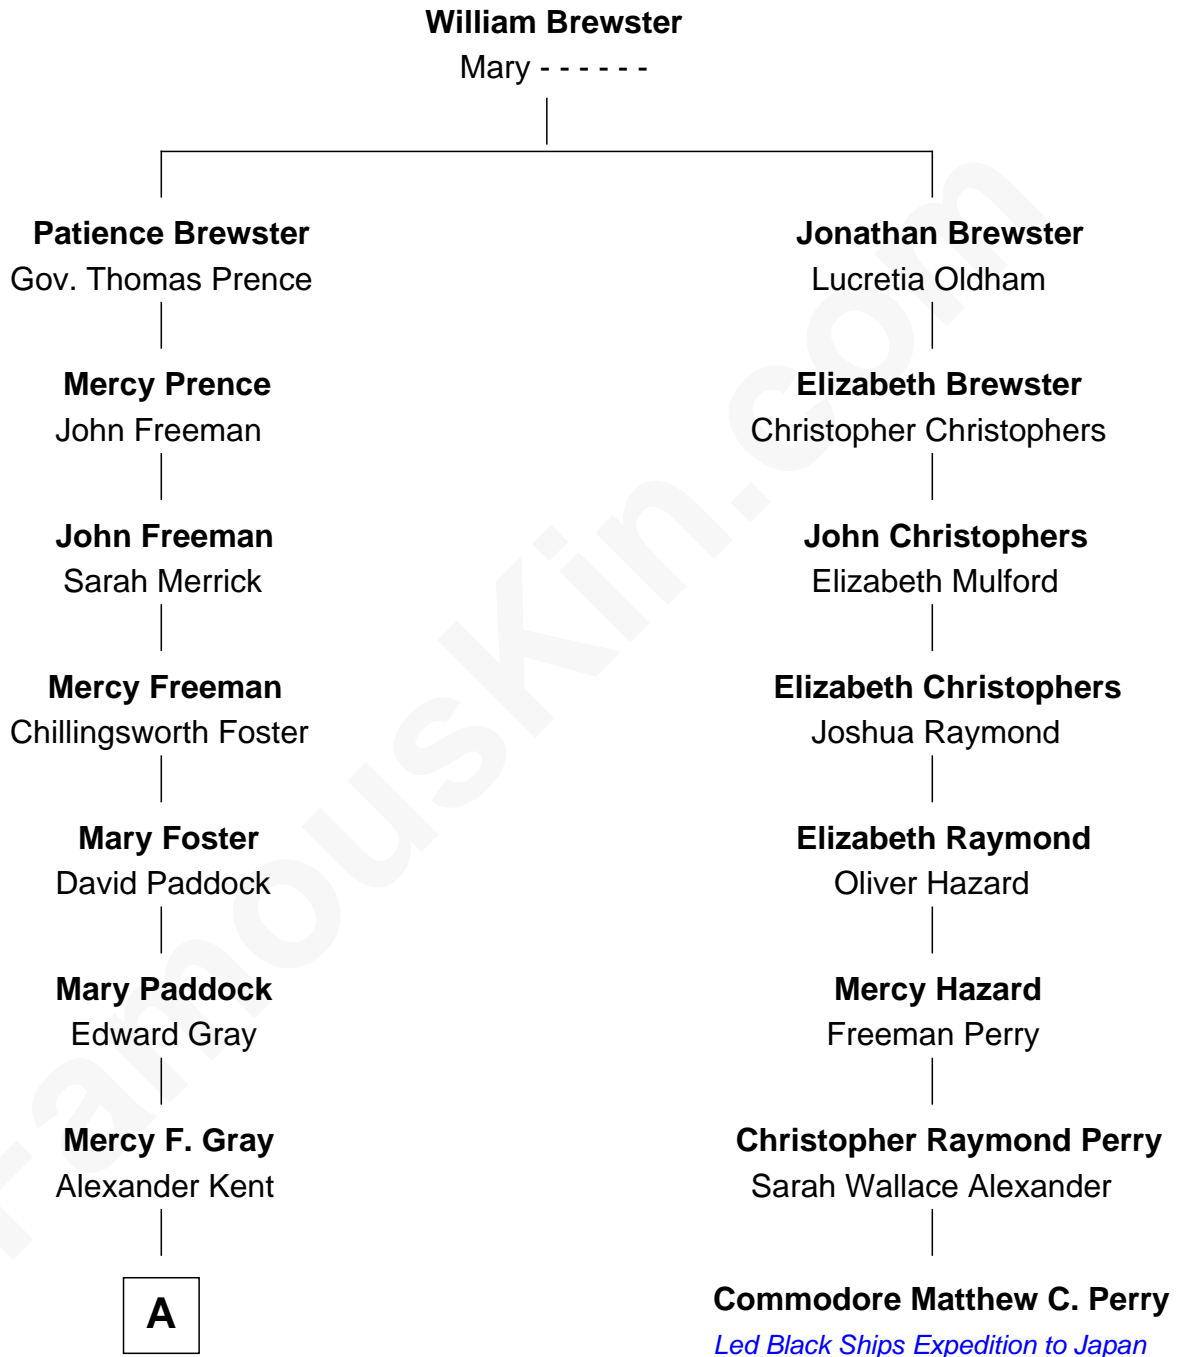 William Brewster
Mary - - - - - -
Patience Brewster
Gov. Thomas Prence
Jonathan Brewster
Lucretia Oldham
Mercy Prence
John Freeman
Elizabeth Brewster
Christopher Christophers
John Freeman
Sarah Merrick
John Christophers
Elizabeth Mulford
Mercy Freeman
Chillingsworth Foster
Elizabeth Christophers
Joshua Raymond
Mary Foster
David Paddock
Elizabeth Raymond
Oliver Hazard
Mary Paddock
Edward Gray
Mercy Hazard
Freeman Perry
Mercy F. Gray
Alexander Kent
Christopher Raymond Perry
Sarah Wallace Alexander
A
Commodore Matthew C. Perry
Led Black Ships Expedition to Japan
FamousKin.com